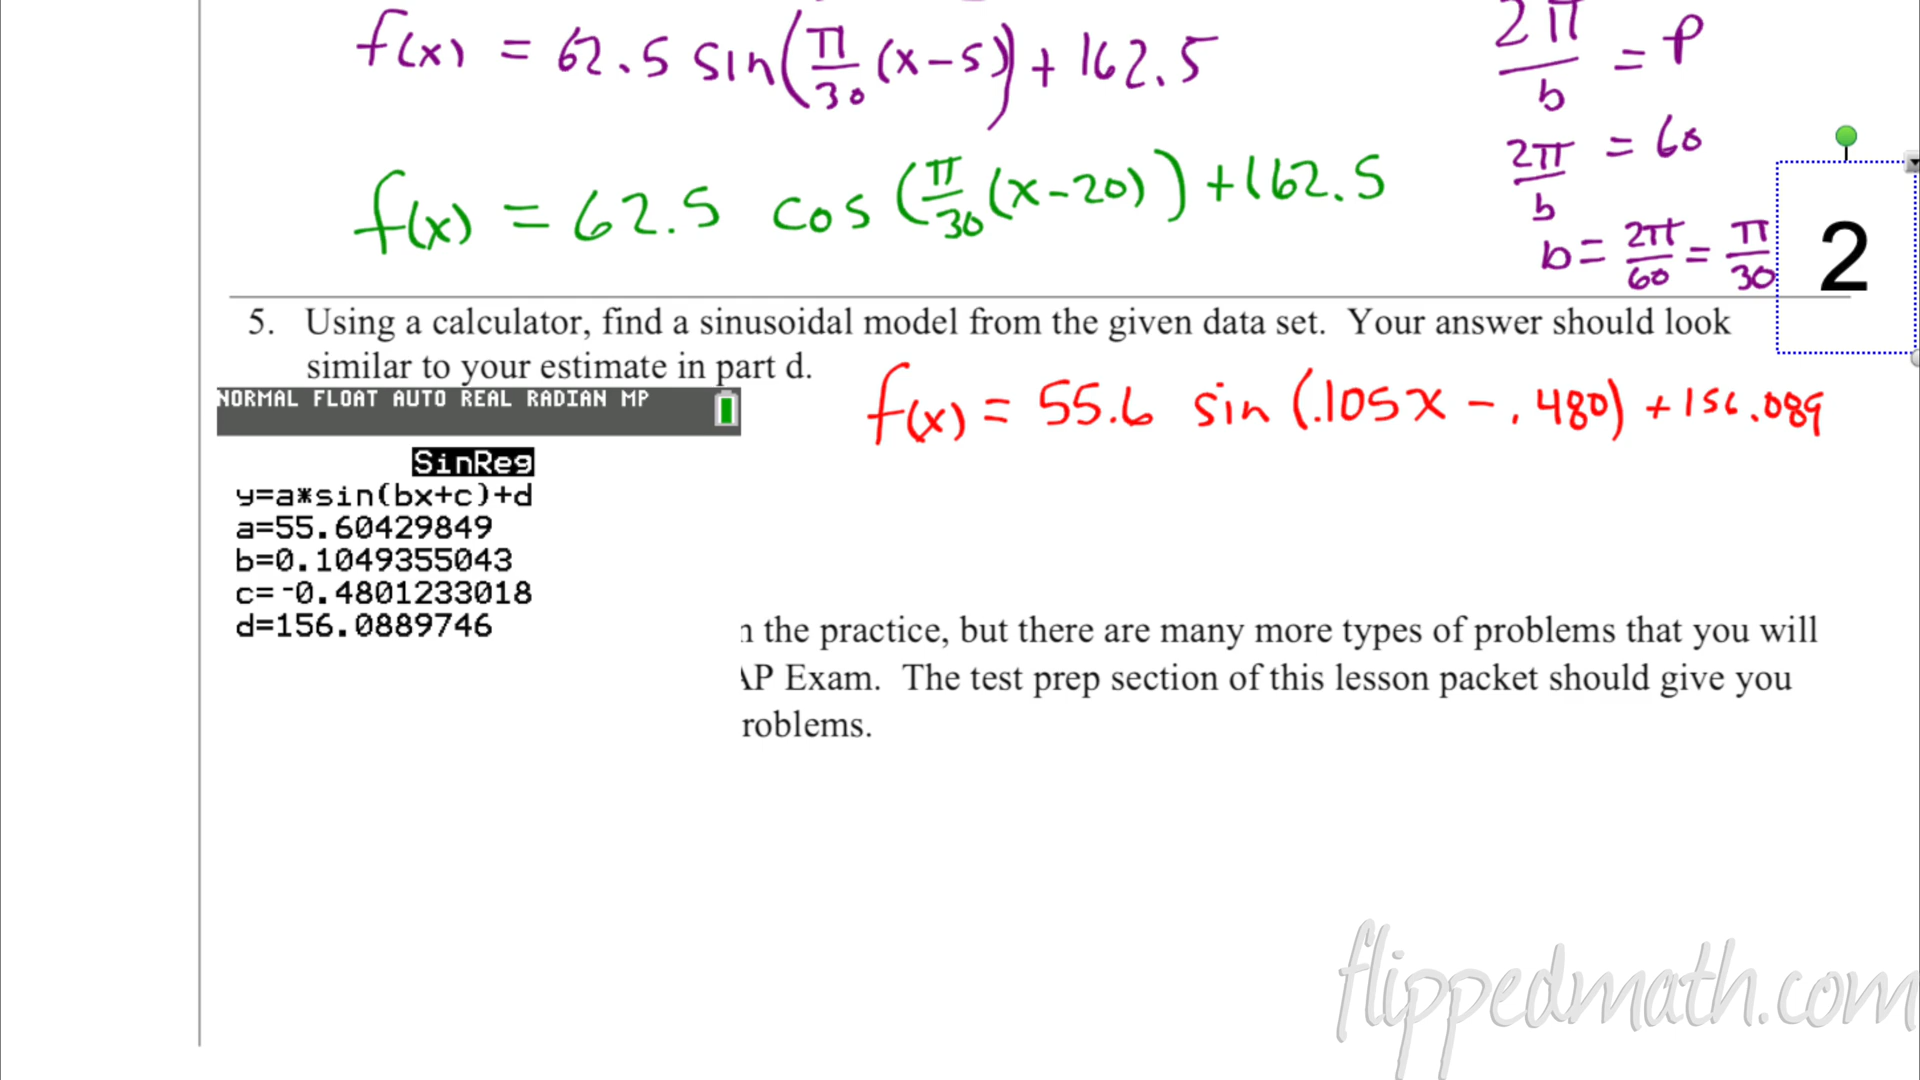 f(x) = 62.5 sin(π/30 (x-5)) + 162.5
2π/b = p
f(x) = 62.5 cos(π/30 (x-20)) + 162.5
2π/b = 60
b = 2π/60 = π/30
2
5. Using a calculator, find a sinusoidal model from the given data set. Your answer should look
similar to your estimate in part d.
f(x) = 55.6 sin(.105x - .480) + 156.089
NORMAL FLOAT AUTO REAL RADIAN MP
SinReg
y=a*sin(bx+c)+d
a=55.60429849
b=0.1049355043
c=-0.4801233018
d=156.0889746
the practice, but there are many more types of problems that you will
AP Exam. The test prep section of this lesson packet should give you
roblems.
flippedmath.com